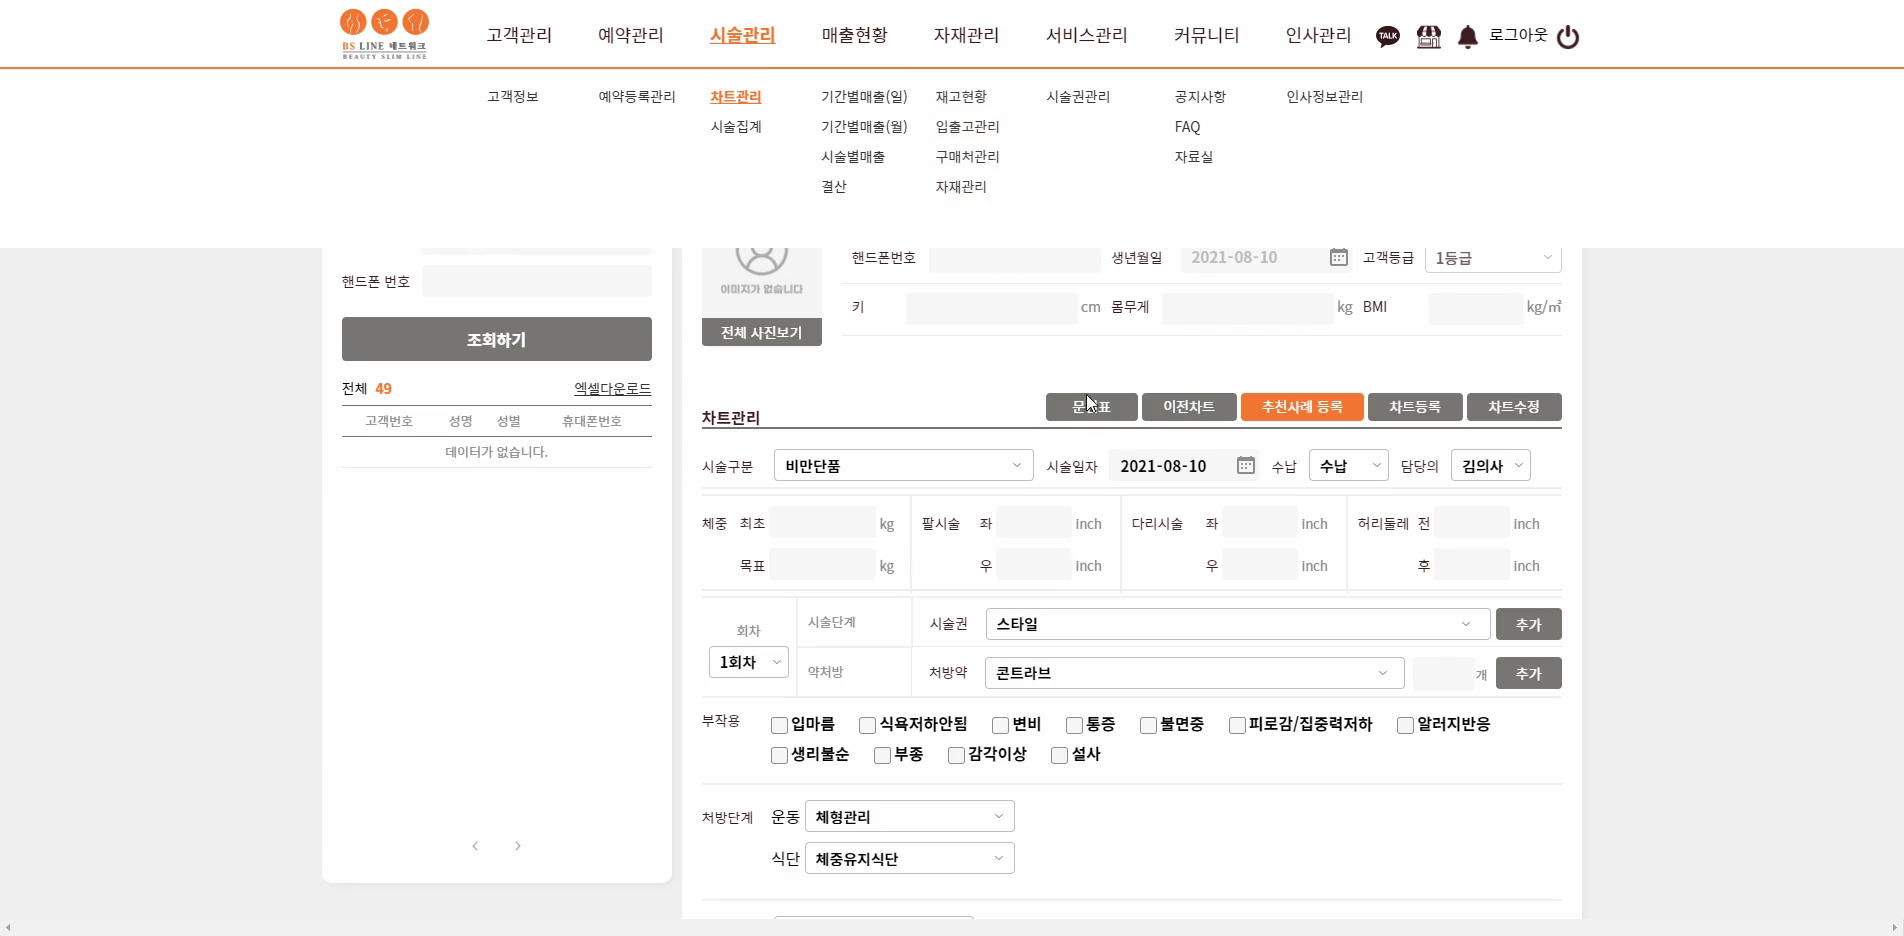 BS LINE 네트워크
BEAUTY SLIM LINE
고객관리 예약관리 시술관리 매출현황 자재관리 서비스관리 커뮤니티 인사관리 TALK 로그아웃
고객정보 예약등록관리 차트관리 기간별매출(일) 재고현황 시술권관리 공지사항 인사정보관리
시술집계 기간별매출(월) 입출고관리 FAQ
시술별매출 구매처관리 자료실
결산 자재관리
핸드폰번호 생년월일 2021-08-10 고객등급 1등급
핸드폰 번호
이미지가 없습니다
키 cm 몸무게 kg BMI kg/㎡
전체 사진보기
조회하기
전체 49 엑셀다운로드
고객번호 성명 성별 휴대폰번호
데이터가 없습니다.
차트관리 이전차트 추천사례 등록 차트등록 차트수정
시술구분 비만단품 시술일자 2021-08-10 수납 수납 담당의 김의사
체중 최초 kg 팔시술 좌 inch 다리시술 좌 inch 허리둘레 전 inch
목표 kg 우 inch 우 inch 후 inch
회차 시술단계 시술권 스타일 추가
1회차 약처방 처방약 콘트라브 개 추가
부작용 입마름 식욕저하안됨 변비 통증 불면중 피로감/집중력저하 알러지반응
생리불순 부종 감각이상 설사
처방단계 운동 체형관리
식단 체중유지식단